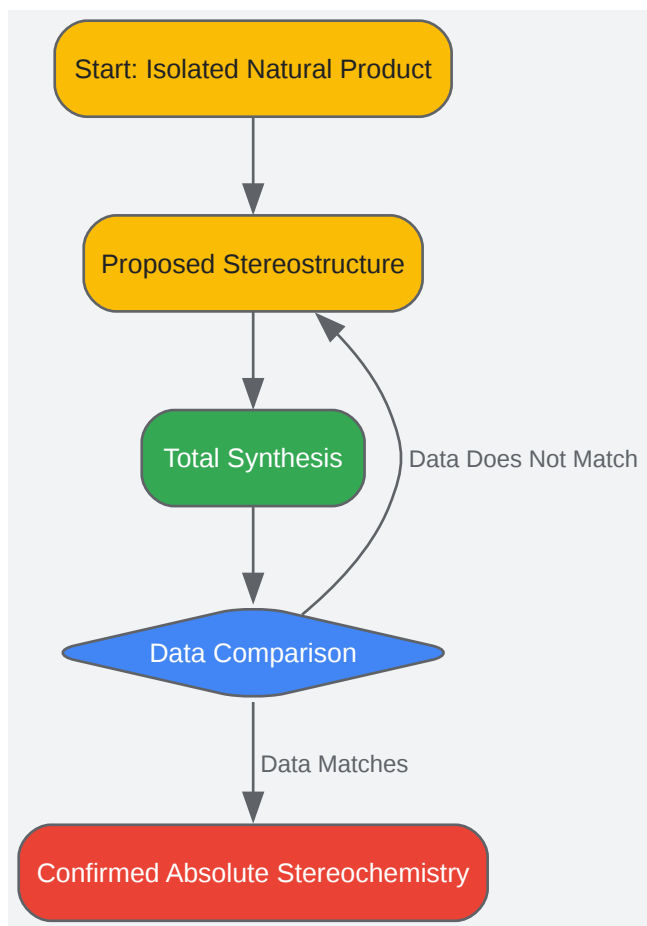 Start: Isolated Natural Product
Proposed Stereostructure
Total Synthesis
Data Does Not Match
Data Comparison
Data Matches
Confirmed Absolute Stereochemistry